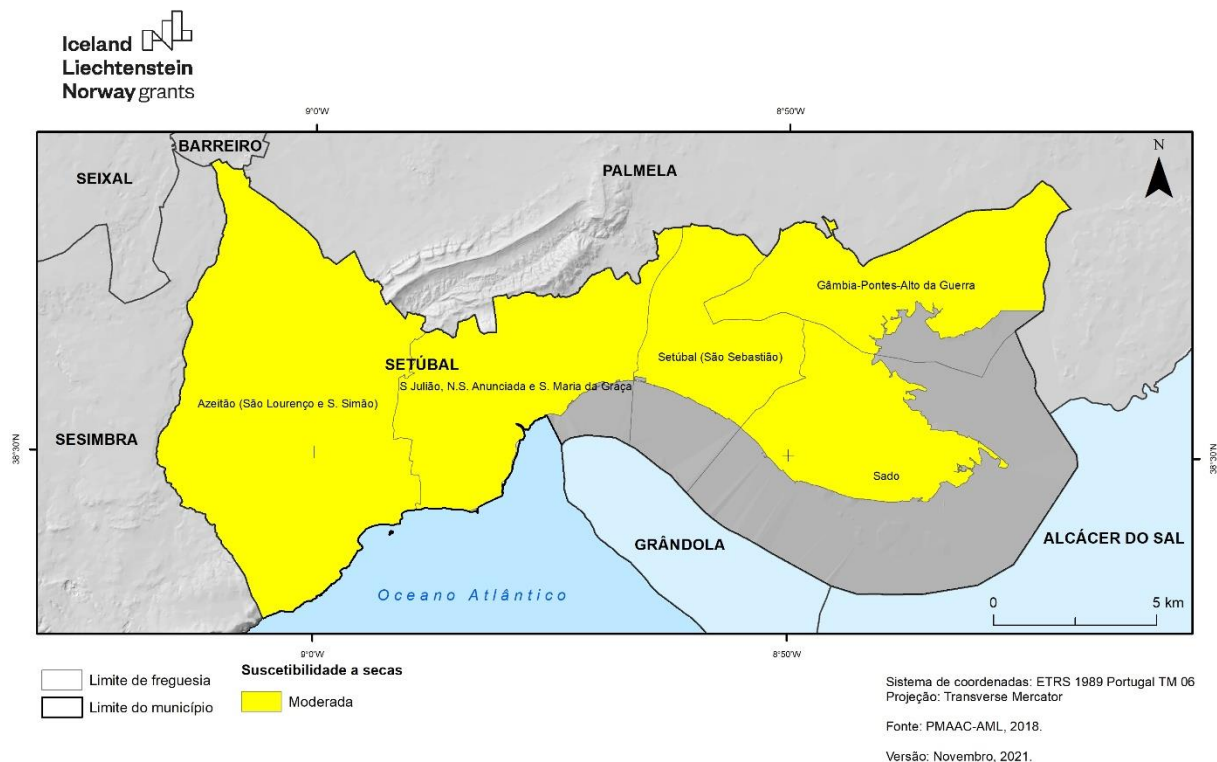 Iceland
Liechtenstein
Norway grants
9°0'W
8°50'W
BARREIRO
N
SEIXAL
PALMELA
Gâmbia-Pontes-Alto da Guerra
SETÚBAL
Setúbal (São Sebastião)
S Julião, N.S. Anunciada e S. Maria da Graça
Azeitão (São Lourenço e S. Simão)
SESIMBRA
38°30'N
38°30'N
Sado
GRÂNDOLA
ALCÁCER DO SAL
Oceano Atlântico
0 5 km
9°0'W
8°50'W
Limite de freguesia
Limite do município
Suscetibilidade a secas
Moderada
Sistema de coordenadas: ETRS 1989 Portugal TM 06
Projeção: Transverse Mercator
Fonte: PMAAC-AML, 2018.
Versão: Novembro, 2021.